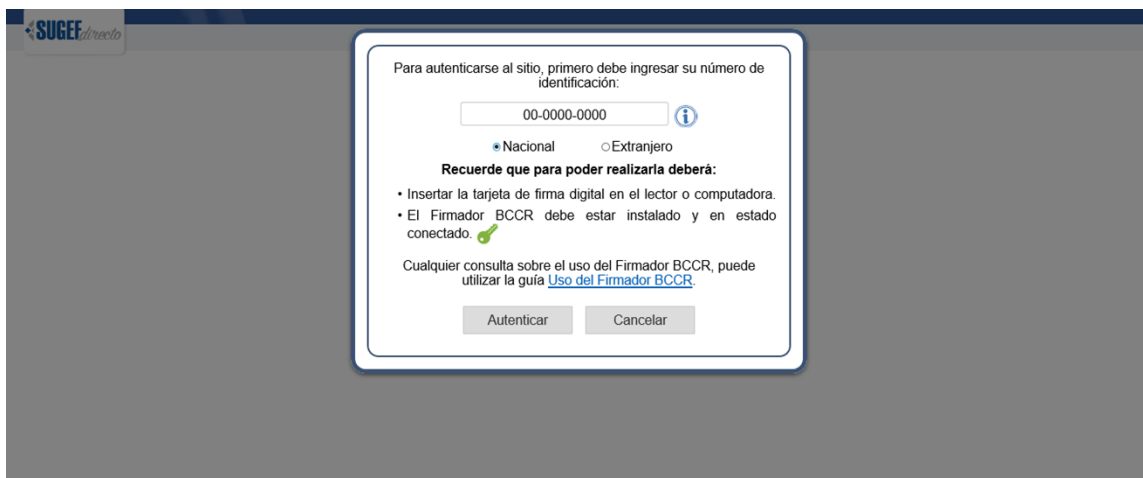 SUGEFdirecto
Para autenticarse al sitio, primero debe ingresar su número de
identificación:
00-0000-0000
Nacional
Extranjero
Recuerde que para poder realizarla deberá:
• Insertar la tarjeta de firma digital en el lector o computadora.
• El Firmador BCCR debe estar instalado y en estado
conectado.
Cualquier consulta sobre el uso del Firmador BCCR, puede
utilizar la guía Uso del Firmador BCCR.
Autenticar
Cancelar